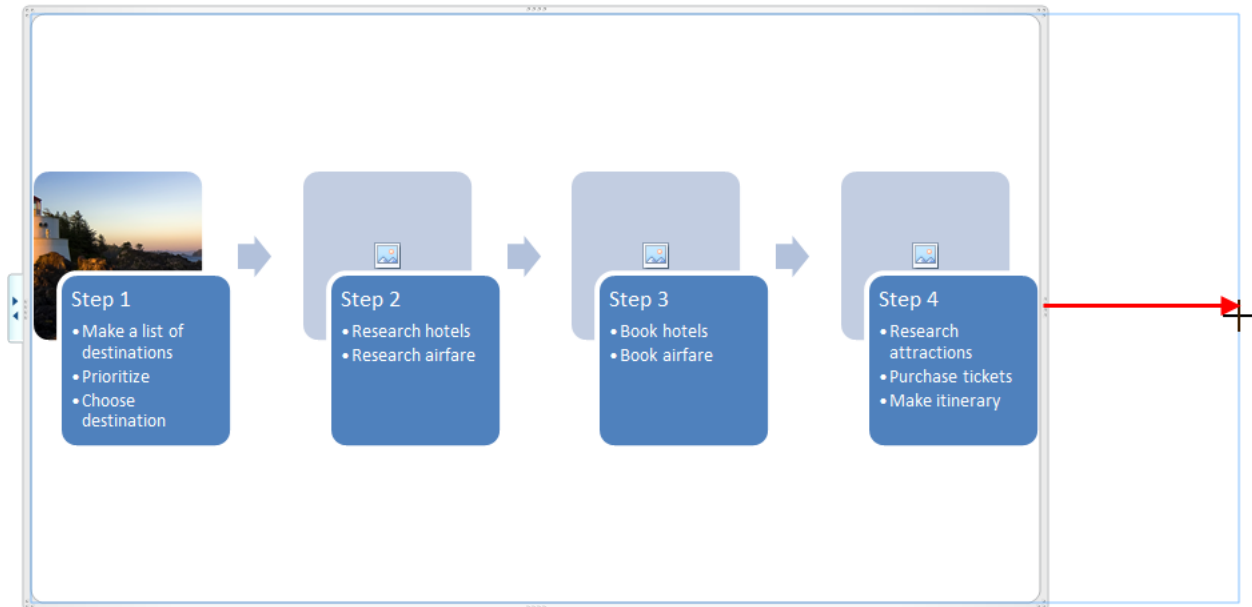 Step 1
•Make a list of
destinations
•Prioritize
•Choose
destination
Step 2
•Research hotels
•Research airfare
Step 3
•Book hotels
•Book airfare
Step 4
•Research
attractions
•Purchase tickets
•Make itinerary